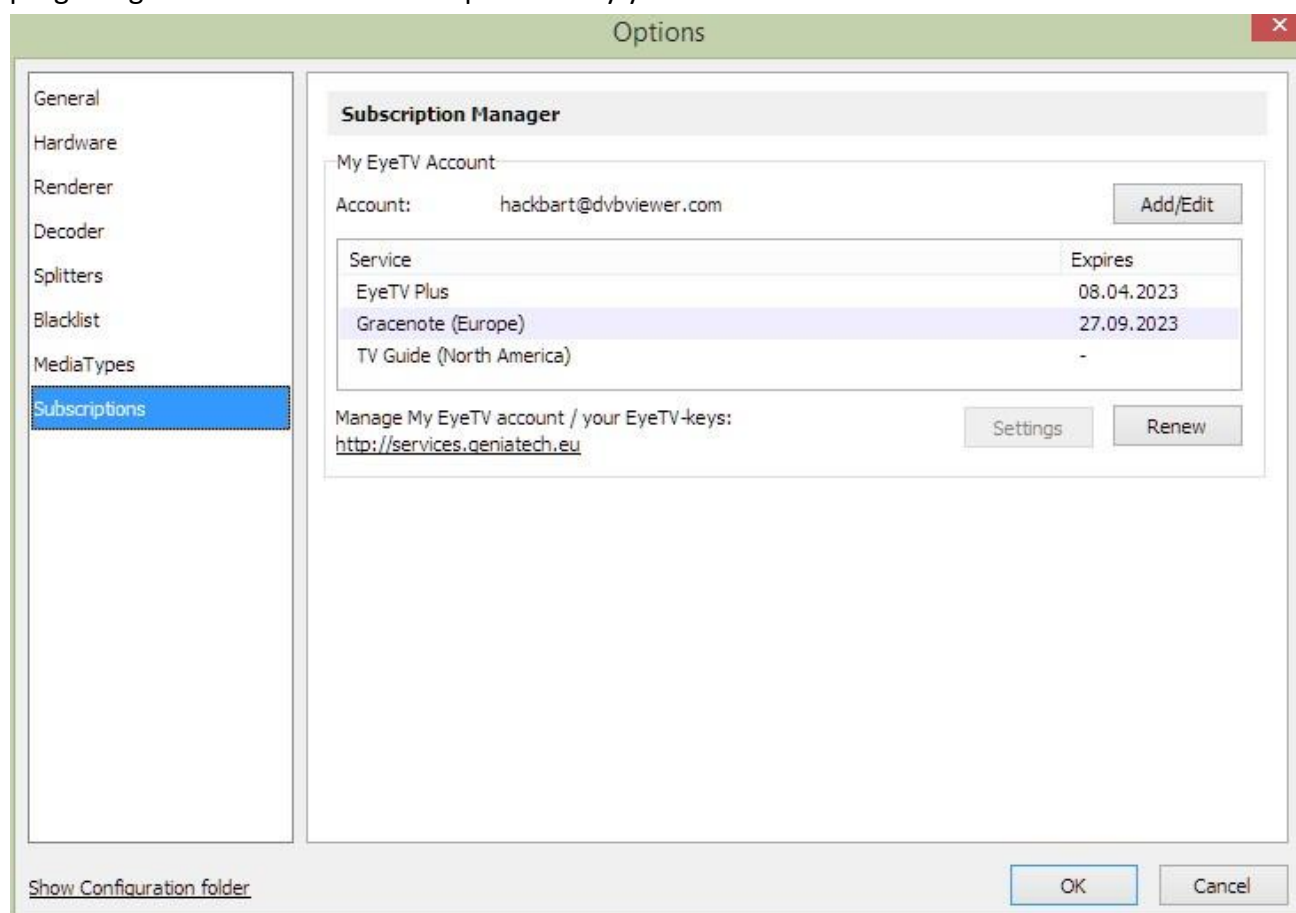 Options
General
Hardware
Renderer
Decoder
Splitters
Blacklist
MediaTypes
Subscriptions
Subscription Manager
My EyeTV Account
Account: hackbart@dvbviewer.com Add/Edit
Service Expires
EyeTV Plus 08.04.2023
Gracenote (Europe) 27.09.2023
TV Guide (North America) -
Manage My EyeTV account / your EyeTV-keys:
http://services.geniatech.eu
Settings Renew
Show Configuration folder
OK Cancel